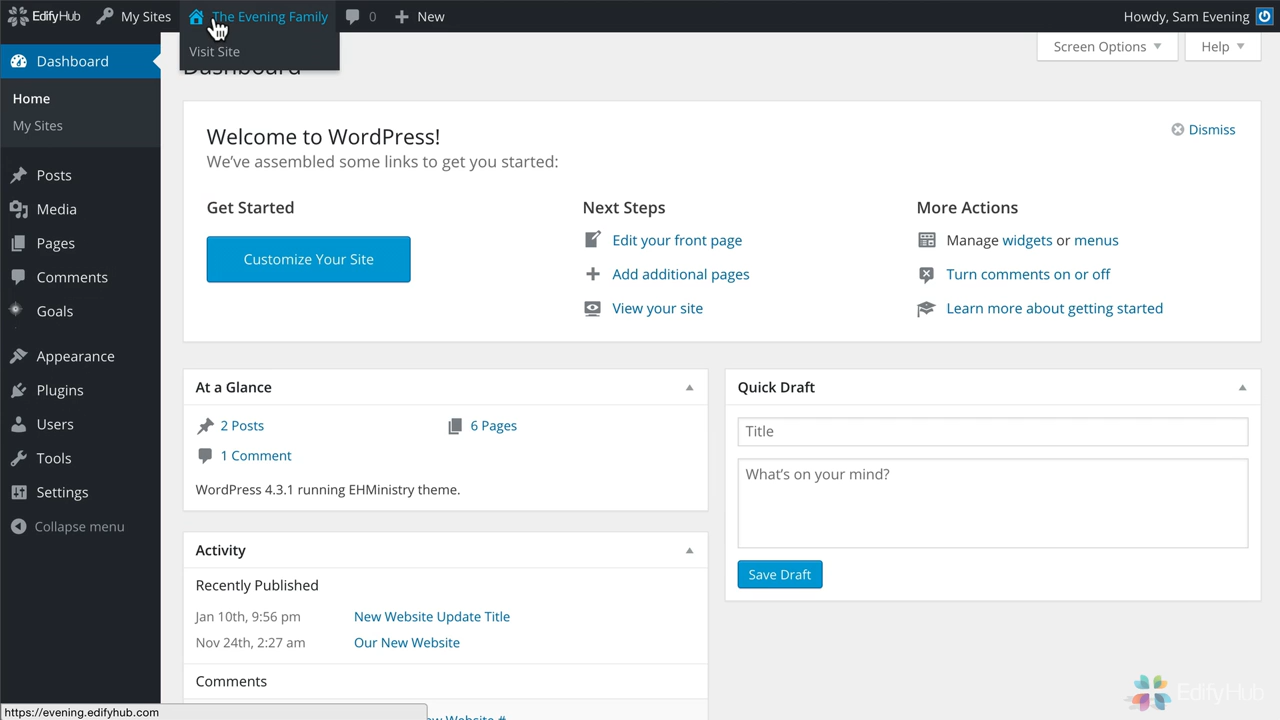 EdifyHub My Sites The Evening Family 0 New Howdy, Sam Evening
Visit Site
Dashboard
Screen Options Help
Dashboard
Home
My Sites
Posts
Media
Pages
Comments
Goals
Appearance
Plugins
Users
Tools
Settings
Collapse menu
Welcome to WordPress!
Dismiss
We've assembled some links to get you started:
Get Started
Customize Your Site
Next Steps
Edit your front page
Add additional pages
View your site
More Actions
Manage widgets or menus
Turn comments on or off
Learn more about getting started
At a Glance
2 Posts
6 Pages
1 Comment
WordPress 4.3.1 running EHMinistry theme.
Activity
Recently Published
Jan 10th, 9:56 pm New Website Update Title
Nov 24th, 2:27 am Our New Website
Comments
Website #
Quick Draft
Title
What's on your mind?
Save Draft
EdifyHub
https://evening.edifyhub.com